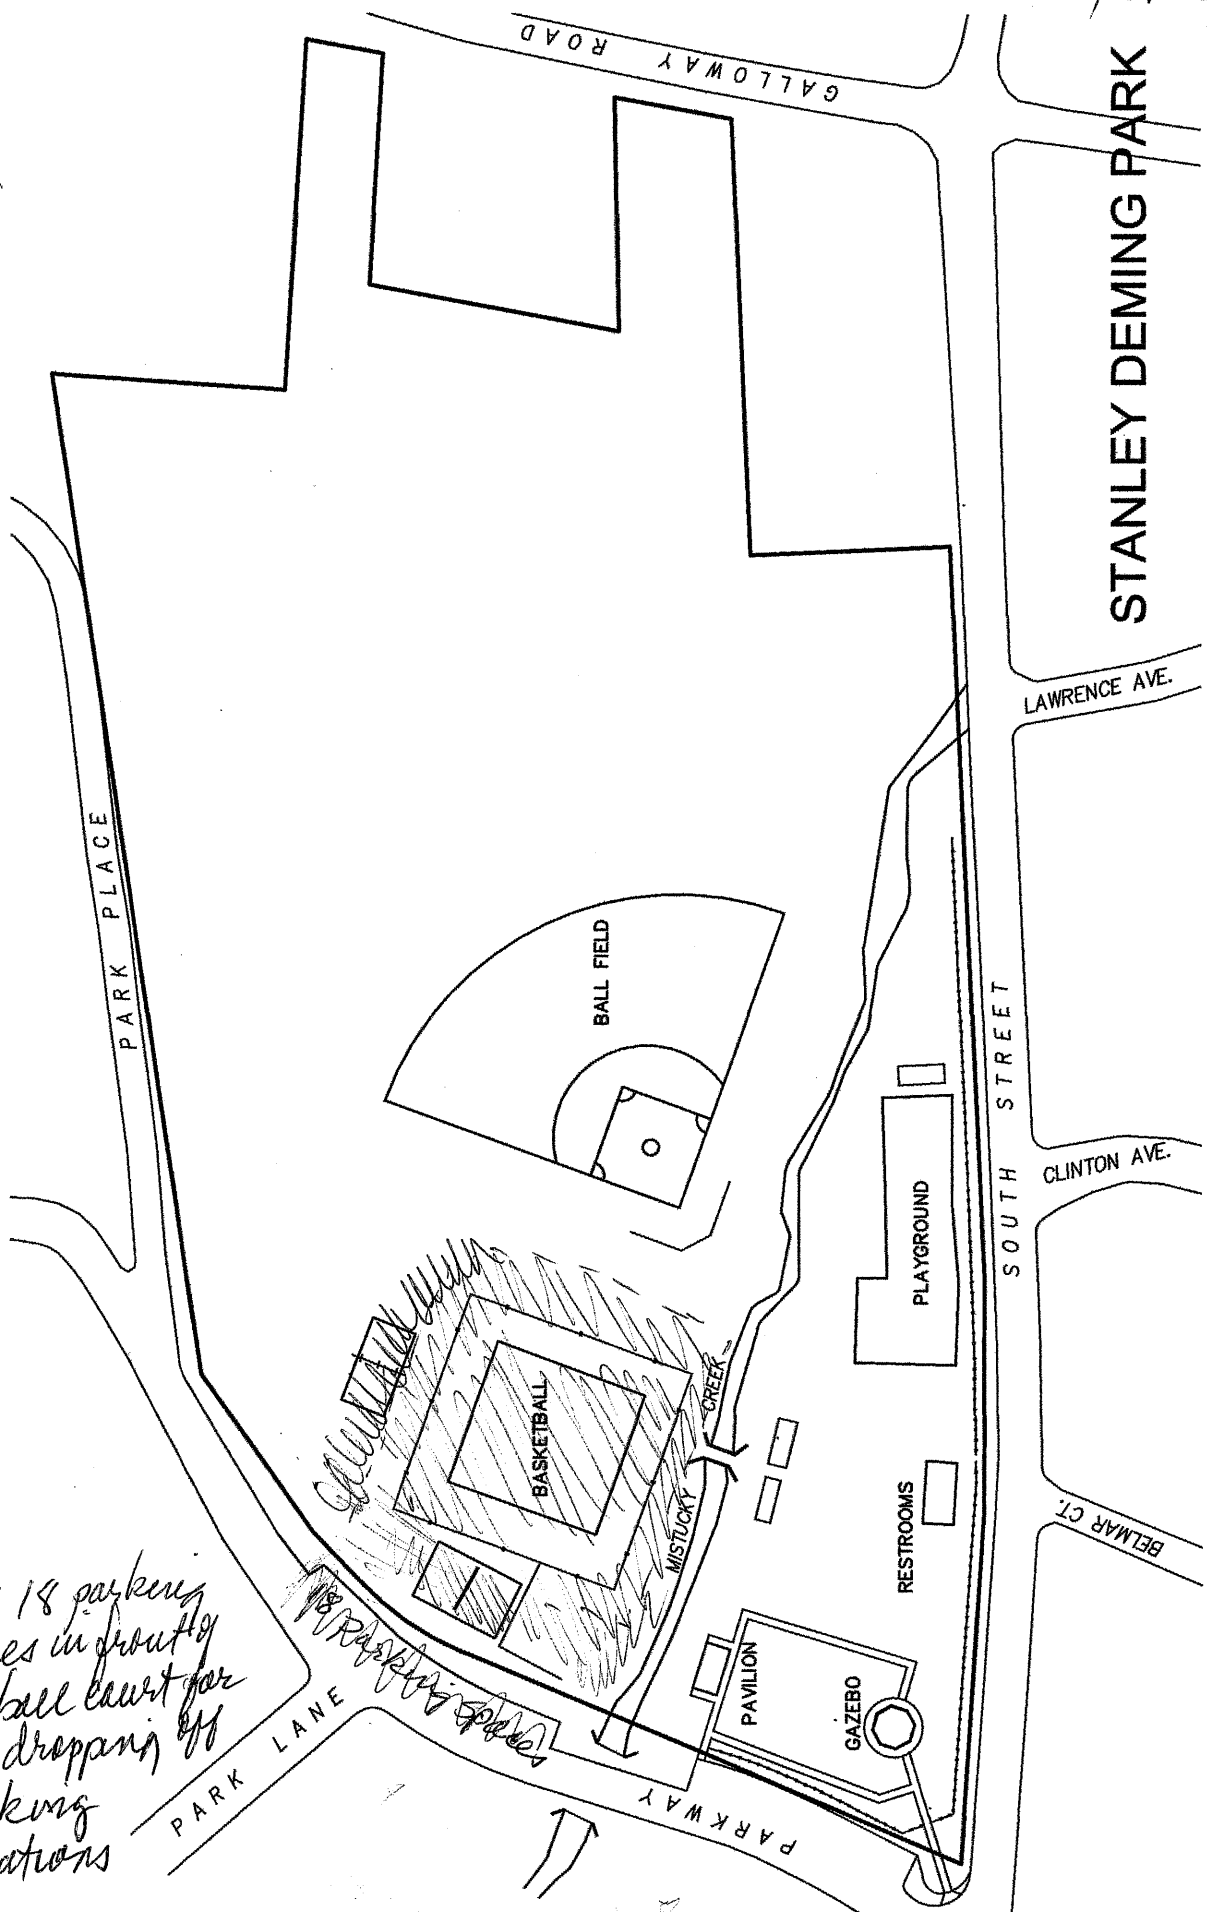 GALLOWAY ROAD
STANLEY DEMING PARK
LAWRENCE AVE.
PARK PLACE
BALL FIELD
SOUTH STREET
CLINTON AVE.
PLAYGROUND
BASKETBALL
CREEK
MISTUCKY
RESTROOMS
BELMAR CT.
PAVILION
GAZEBO
PARKWAY
PARK LANE
18 parking
es in front of
ball court for
dropping off
king
ations
18 Parking